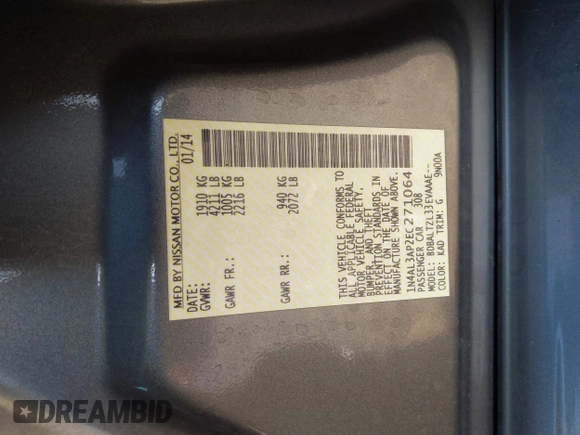 MFD BY NISSAN MOTOR CO., LTD.
DATE: 01/14
GVWR: 1910 KG
4211 LB
GAWR FR.: 1005 KG
2216 LB
GAWR RR.: 940 KG
2072 LB
THIS VEHICLE CONFORMS TO
ALL APPLICABLE FEDERAL
MOTOR VEHICLE SAFETY,
BUMPER, AND THEFT
PREVENTION STANDARDS IN
EFFECT ON THE DATE OF
MANUFACTURE SHOWN ABOVE.
1N4AL3AP2EC271064
PASSENGER CAR 308
MODEL: BDBALTZL33EVAAAE--
COLOR: KAD TRIM: G 9N00A
DREAMBID